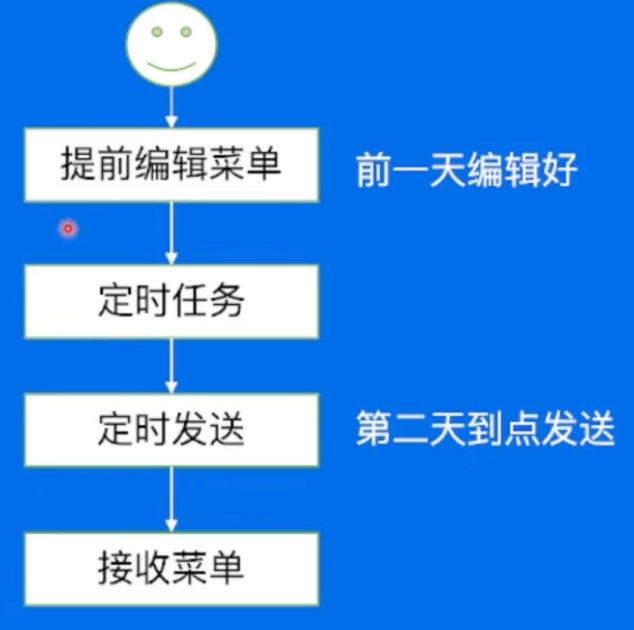 提前编辑菜单
前一天编辑好
定时任务
定时发送
第二天到点发送
接收菜单